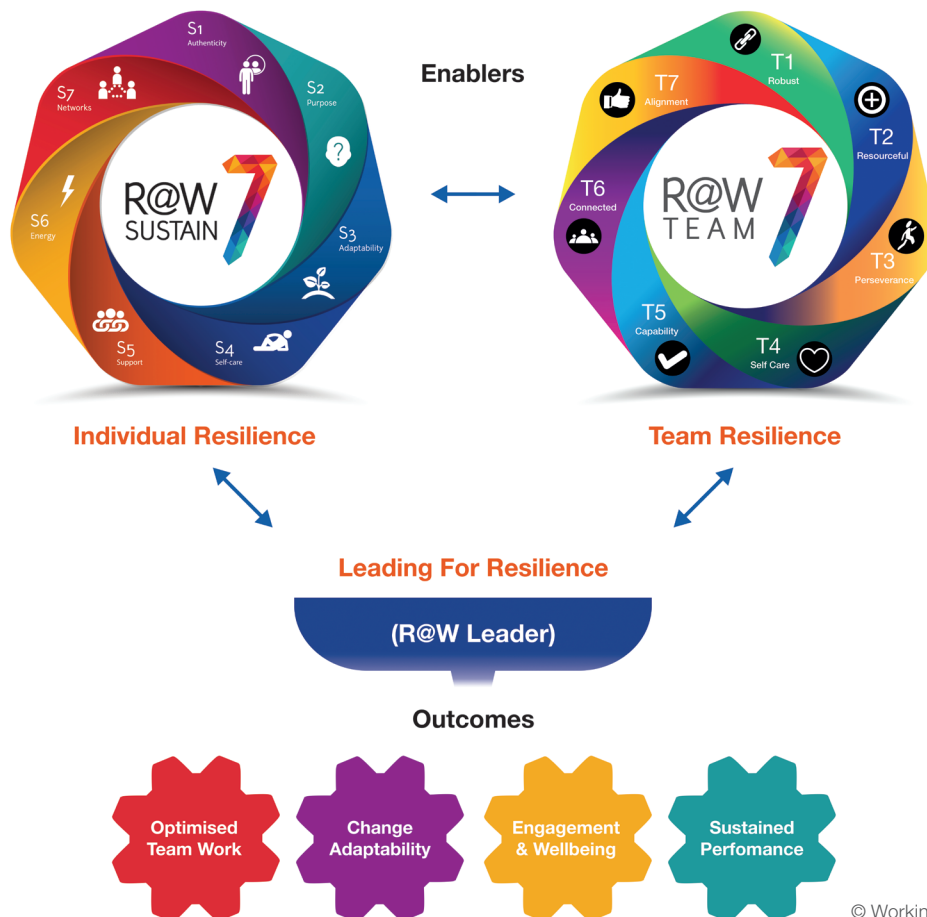 Enablers
S1
Authenticity
S2
Purpose
S3
Adaptability
S4
Self-care
S5
Support
S6
Energy
S7
Networks
R@W
SUSTAIN
7
T1
Robust
T2
Resourceful
T3
Perseverance
T4
Self Care
T5
Capability
T6
Connected
T7
Alignment
R@W
TEAM
7
Individual Resilience
Team Resilience
Leading For Resilience
(R@W Leader)
Outcomes
Optimised
Team Work
Change
Adaptability
Engagement
& Wellbeing
Sustained
Perfomance
© Workin